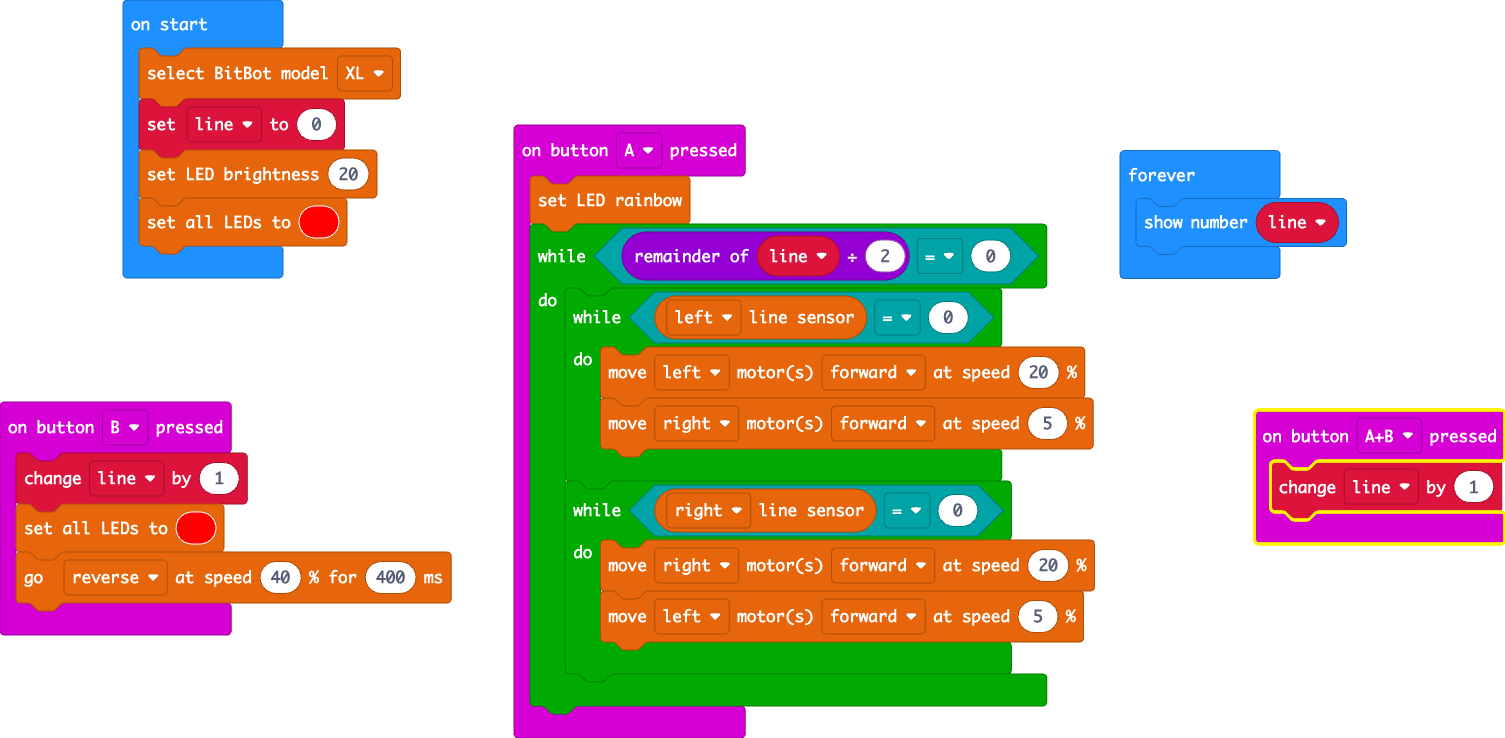 on start
select BitBot model XL
set line to 0
set LED brightness 20
set all LEDs to
on button B pressed
change line by 1
set all LEDs to
go reverse at speed 40 % for 400 ms
on button A pressed
set LED rainbow
while remainder of line ÷ 2 = 0
do
while left line sensor = 0
do
move left motor(s) forward at speed 20 %
move right motor(s) forward at speed 5 %
while right line sensor = 0
do
move right motor(s) forward at speed 20 %
move left motor(s) forward at speed 5 %
forever
show number line
on button A+B pressed
change line by 1